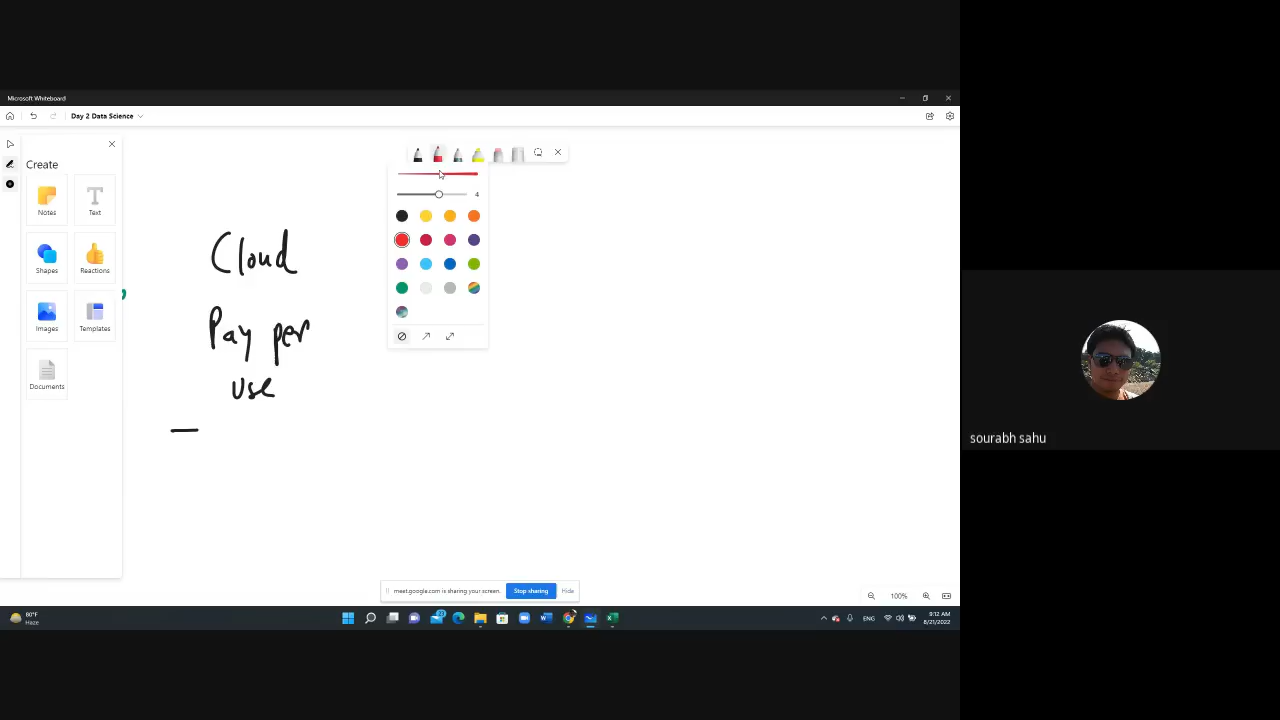 Microsoft Whiteboard
Day 2 Data Science
Create
Notes
Text
Shapes
Reactions
Images
Templates
Documents
4
Cloud
Pay per
use
sourabh sahu
meet.google.com is sharing your screen.
Stop sharing
Hide
100%
80°F
Haze
23
ENG
9:12 AM
8/21/2022